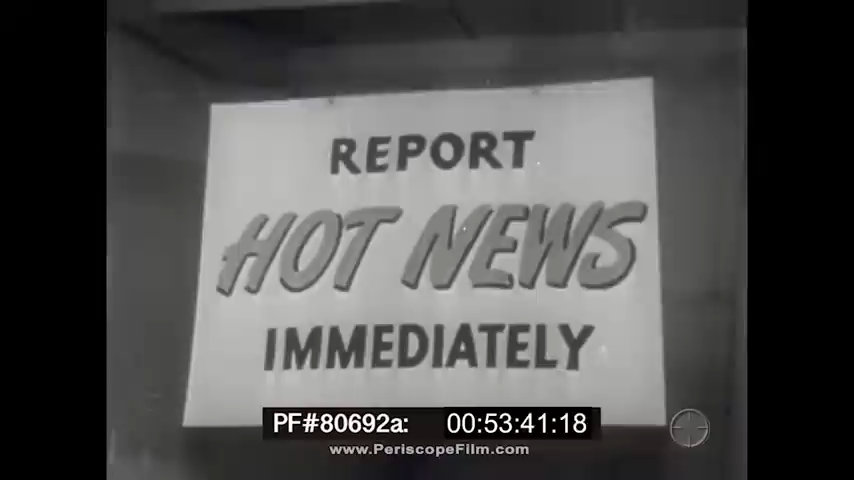 REPORT
HOT NEWS
IMMEDIATELY
PF#80692a: 00:53:41:18
www.PeriscopeFilm.com